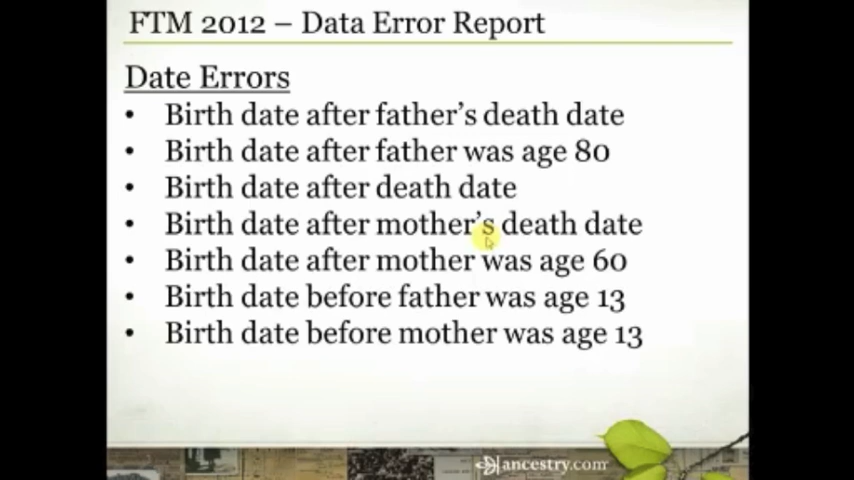 FTM 2012 – Data Error Report
Date Errors
• Birth date after father's death date
• Birth date after father was age 80
• Birth date after death date
• Birth date after mother's death date
• Birth date after mother was age 60
• Birth date before father was age 13
• Birth date before mother was age 13
ancestry.com